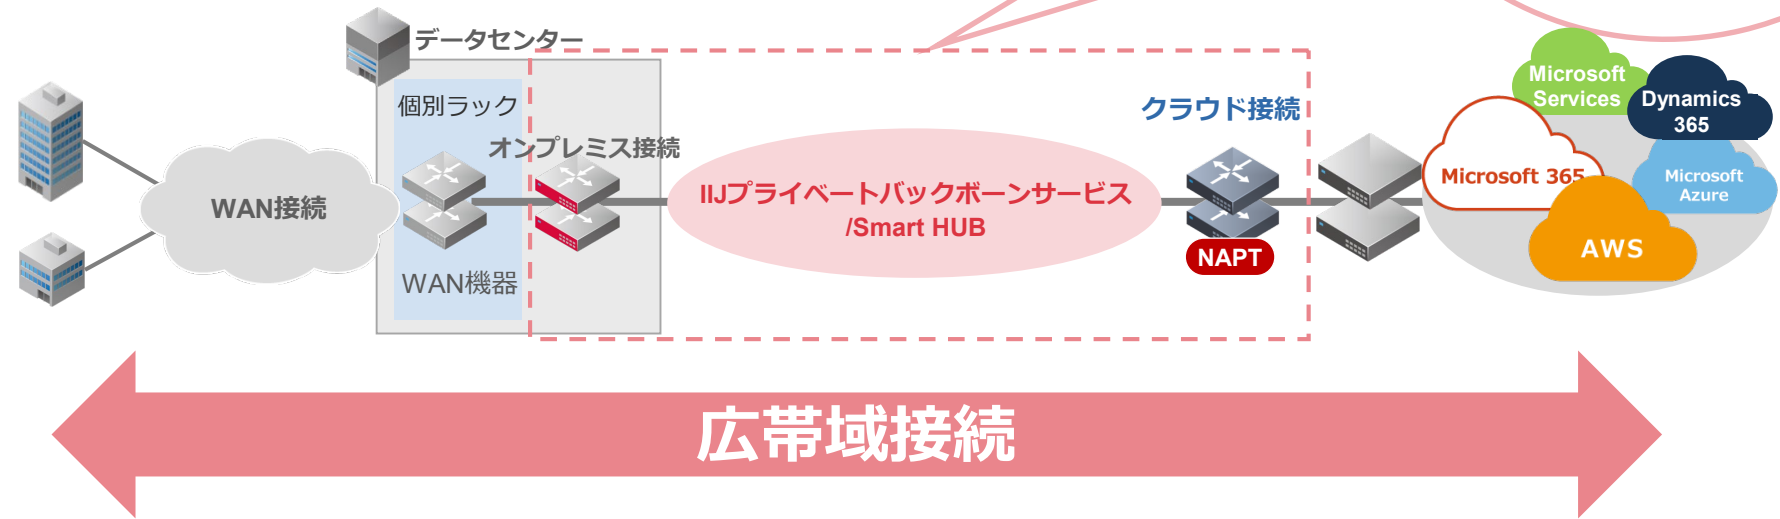 データセンター
個別ラック
オンプレミス接続
WAN接続
WAN機器
IIJプライベートバックボーンサービス
/Smart HUB
クラウド接続
NAPT
Microsoft
Services
Dynamics
365
Microsoft 365
Microsoft
Azure
AWS
広帯域接続